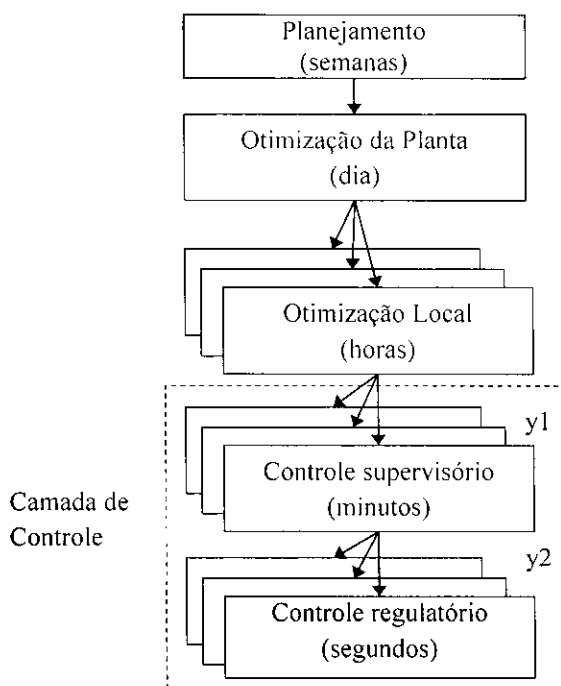 Planejamento
(semanas)
Otimização da Planta
(dia)
Otimização Local
(horas)
y1
Controle supervisório
(minutos)
Camada de
Controle
y2
Controle regulatório
(segundos)